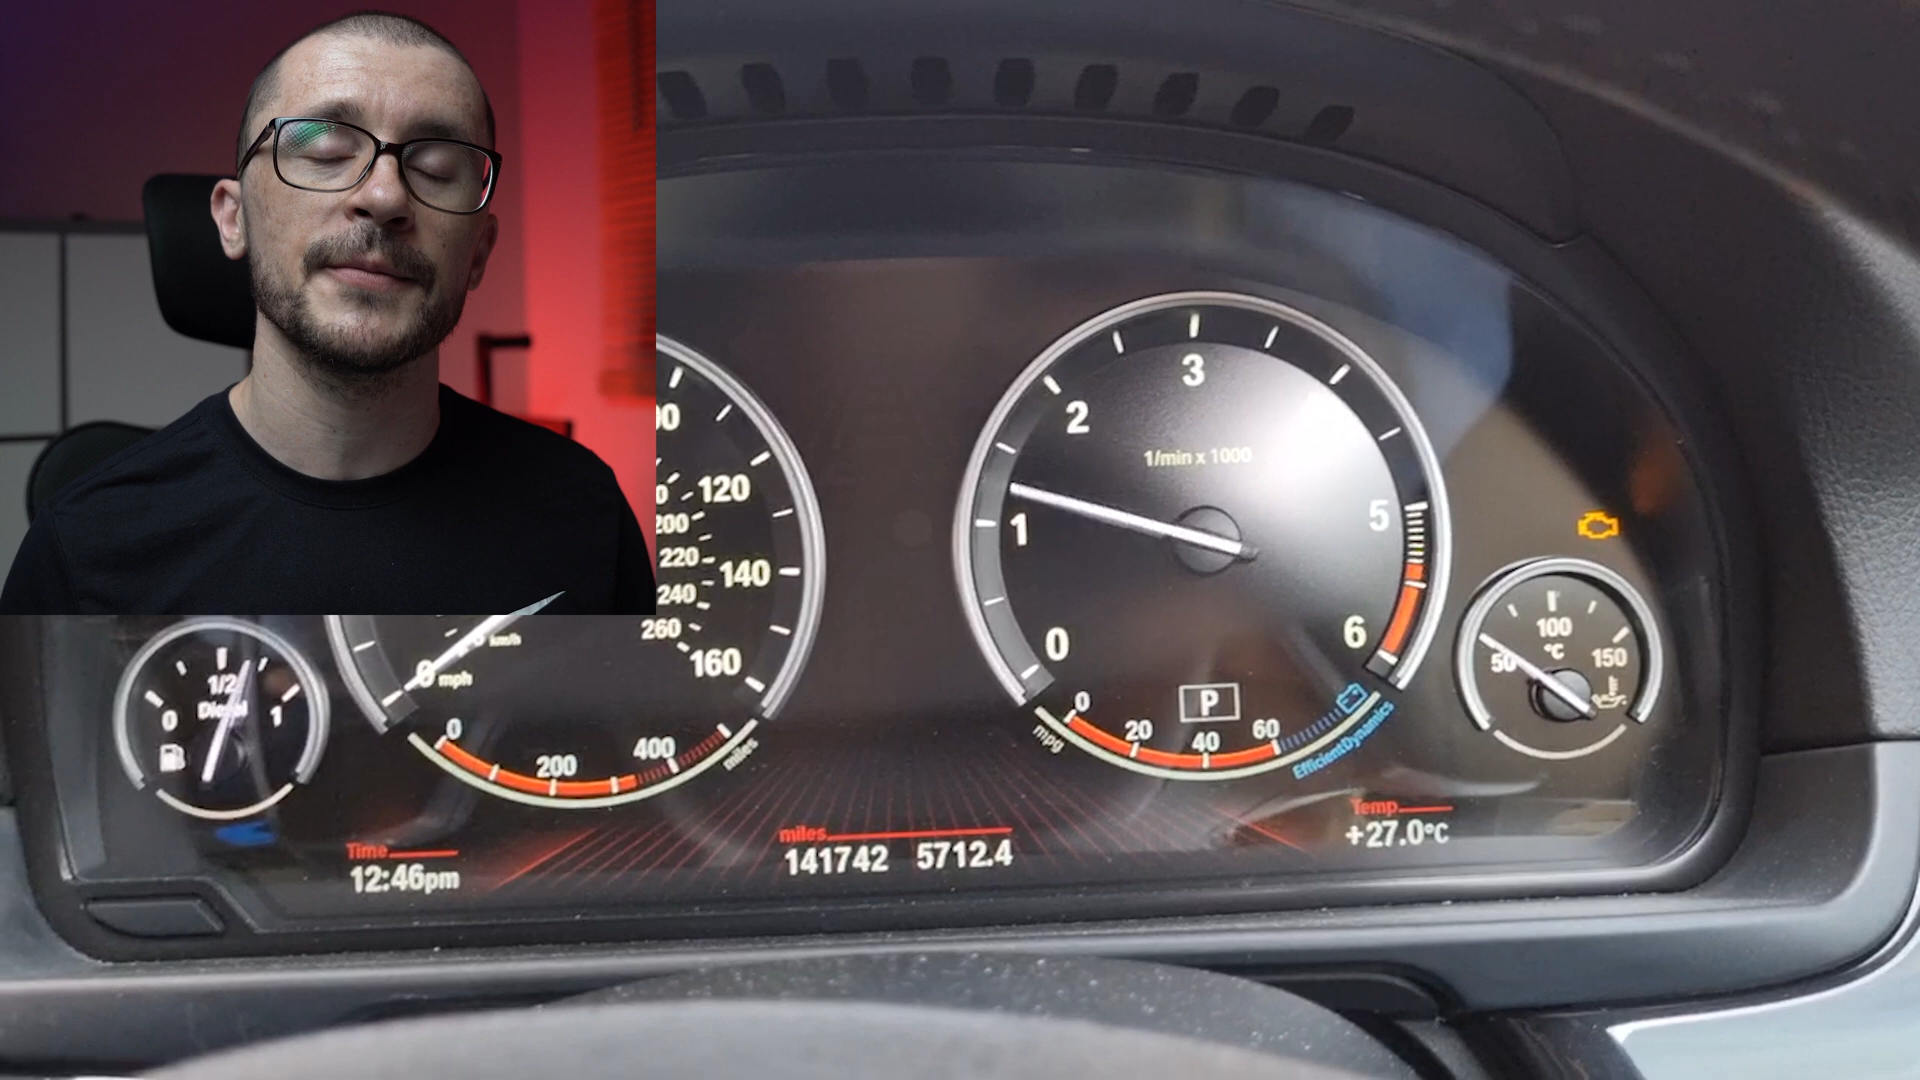 120
200
220
140
240
260
160
km/h
0 mph
0
1/2
1
Diesel
0
200
400
miles
3
2
1/min x 1000
1
5
0
6
P
0
20
40
60
mpg
EfficientDynamics
100
°C
50
150
Time
12:46pm
miles
141742 5712.4
Temp
+27.0°C